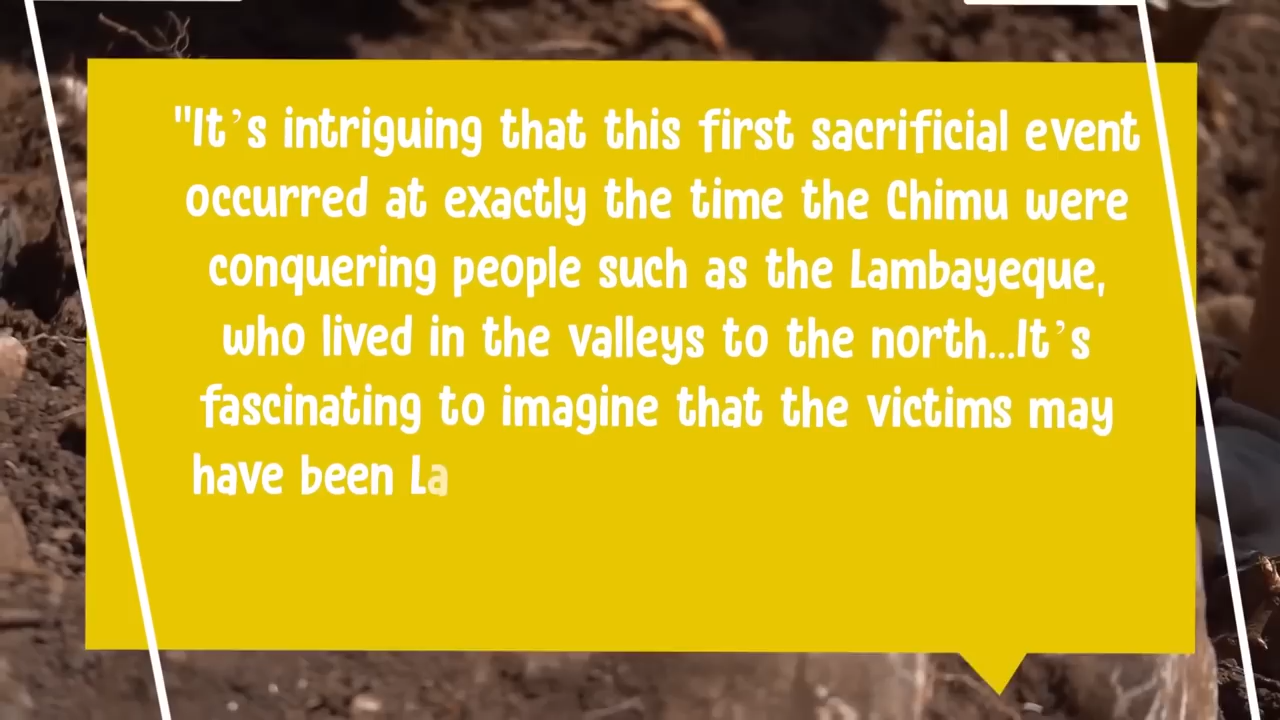 "It’s intriguing that this first sacrificial event
occurred at exactly the time the Chimu were
conquering people such as the Lambayeque,
who lived in the valleys to the north...It’s
fascinating to imagine that the victims may
have been La